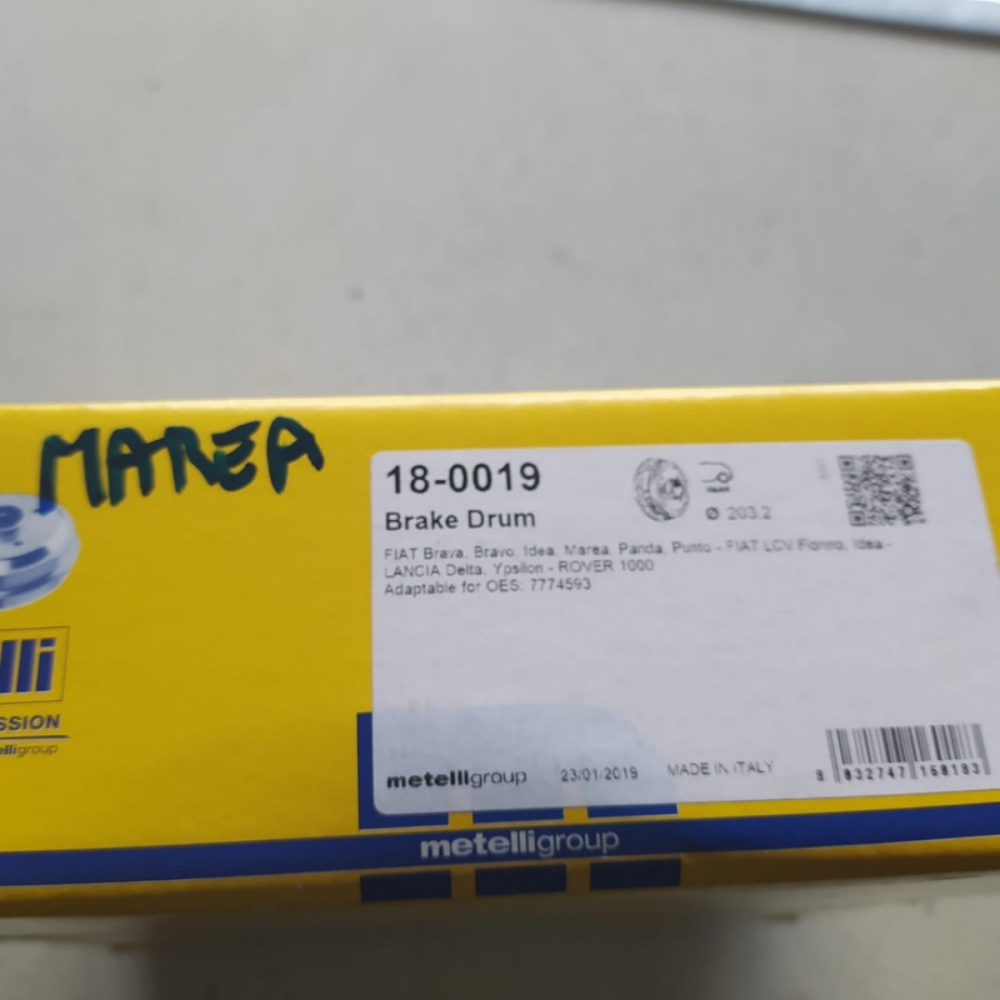 MAREA
18-0019
Brake Drum
Ø 203.2
FIAT Brava, Bravo, Idea, Marea, Panda, Punto - FIAT LCV Fiorino, Idea -
LANCIA Delta, Ypsilon - ROVER 1000
Adaptable for OES: 7774593
lli
SSION
elligroup
metelligroup 23/01/2019 MADE IN ITALY
8 032747 168183
metelligroup